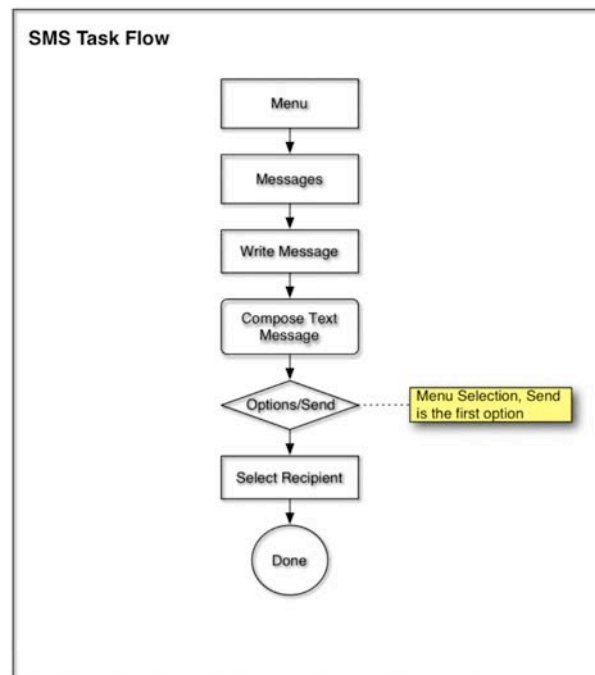 SMS Task Flow
Menu
Messages
Write Message
Compose Text
Message
Options/Send
Menu Selection, Send
is the first option
Select Recipient
Done